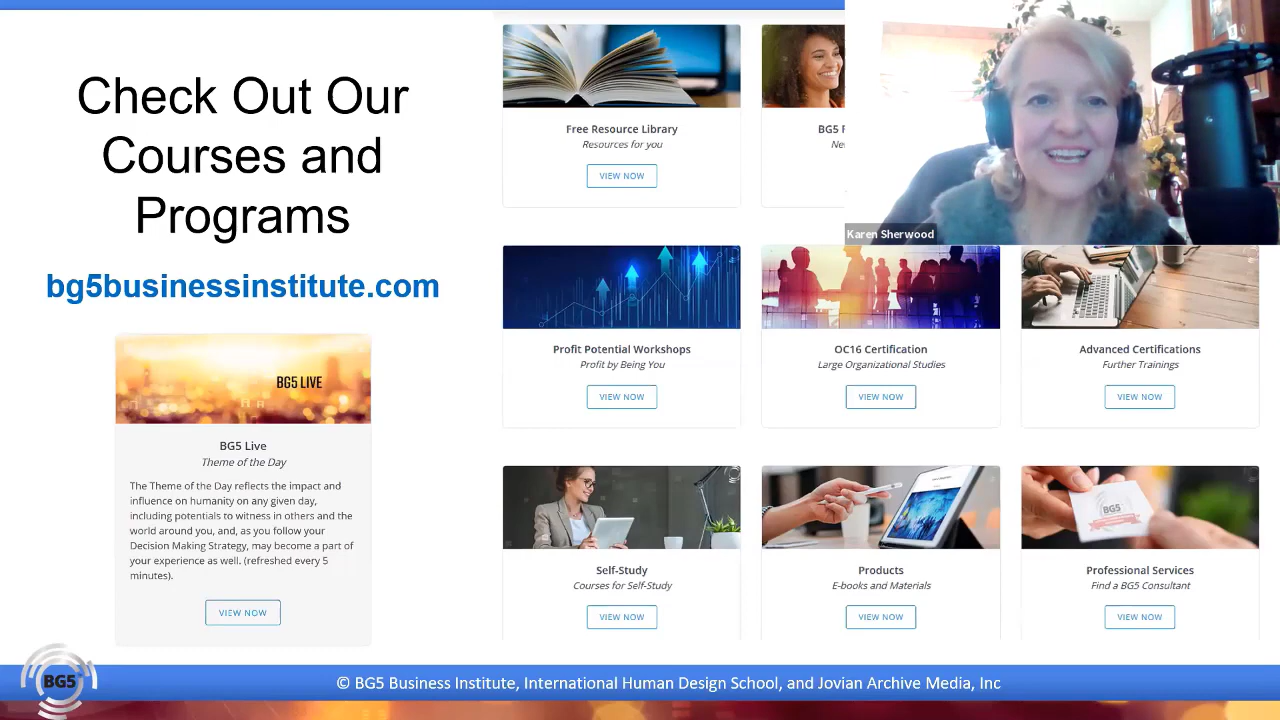 Check Out Our
Courses and
Programs
bg5businessinstitute.com
BG5 LIVE
BG5 Live
Theme of the Day
The Theme of the Day reflects the impact and
influence on humanity on any given day,
including potentials to witness in others and the
world around you, and, as you follow your
Decision Making Strategy, may become a part of
your experience as well. (refreshed every 5
minutes).
VIEW NOW
Free Resource Library
Resources for you
VIEW NOW
BG5
Karen Sherwood
Profit Potential Workshops
Profit by Being You
VIEW NOW
OC16 Certification
Large Organizational Studies
VIEW NOW
Advanced Certifications
Further Trainings
VIEW NOW
Self-Study
Courses for Self-Study
VIEW NOW
Products
E-books and Materials
VIEW NOW
BG5
Professional Services
Find a BG5 Consultant
VIEW NOW
BG5
© BG5 Business Institute, International Human Design School, and Jovian Archive Media, Inc